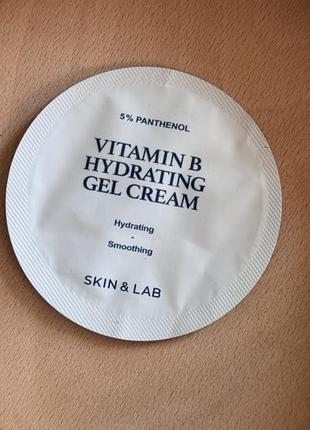 5% PANTHENOL
VITAMIN B
HYDRATING
GEL CREAM
Hydrating
-
Smoothing
SKIN & LAB